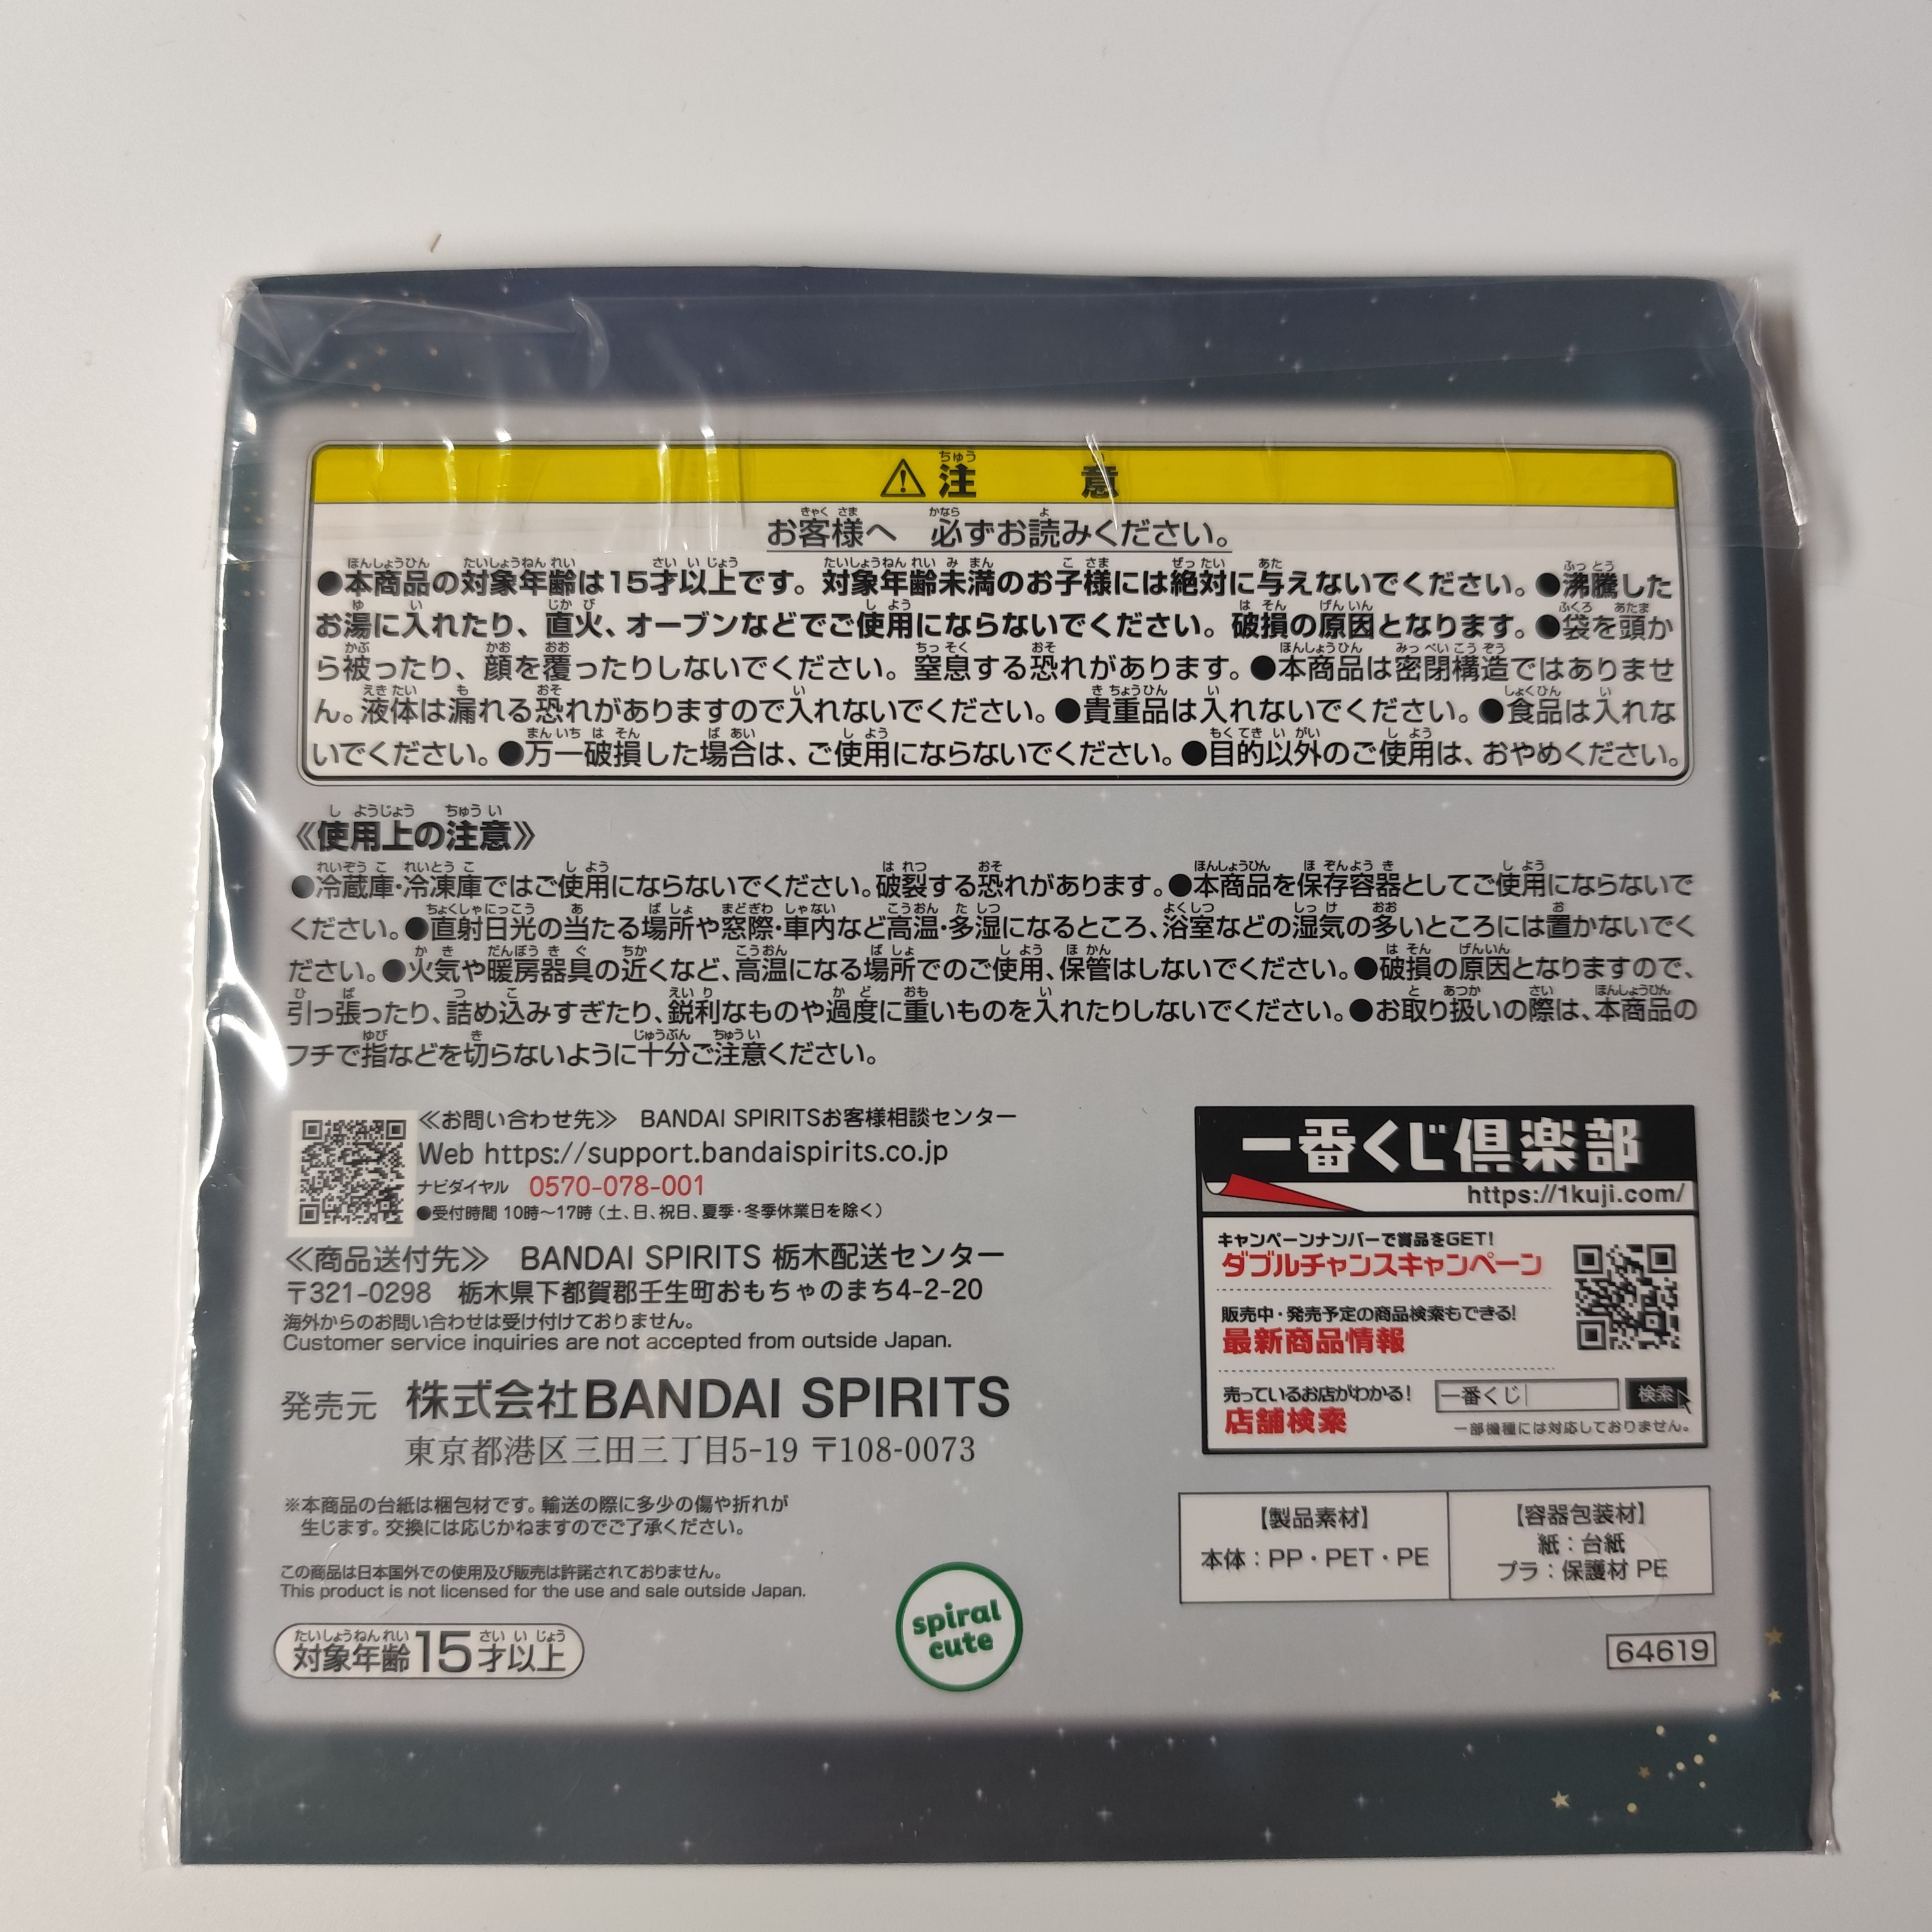 ⚠注意
お客様へ 必ずお読みください。
●本商品の対象年齢は15才以上です。対象年齢未満のお子様には絶対に与えないでください。●沸騰した
お湯に入れたり、直火、オーブンなどでご使用にならないでください。破損の原因となります。●袋を頭か
ら被ったり、顔を覆ったりしないでください。窒息する恐れがあります。●本商品は密閉構造ではありませ
ん。液体は漏れる恐れがありますので入れないでください。●貴重品は入れないでください。●食品は入れな
いでください。●万一破損した場合は、ご使用にならないでください。●目的以外のご使用は、おやめください。
《使用上の注意》
●冷蔵庫・冷凍庫ではご使用にならないでください。破裂する恐れがあります。●本商品を保存容器としてご使用にならないで
ください。●直射日光の当たる場所や窓際・車内など高温・多湿になるところ、浴室などの湿気の多いところには置かないでく
ださい。●火気や暖房器具の近くなど、高温になる場所でのご使用、保管はしないでください。●破損の原因となりますので、
引っ張ったり、詰め込みすぎたり、鋭利なものや過度に重いものを入れたりしないでください。●お取り扱いの際は、本商品の
フチで指などを切らないように十分ご注意ください。
≪お問い合わせ先≫ BANDAI SPIRITSお客様相談センター
Web https://support.bandaispirits.co.jp
ナビダイヤル 0570-078-001
●受付時間 10時～17時（土、日、祝日、夏季・冬季休業日を除く）
≪商品送付先≫ BANDAI SPIRITS 栃木配送センター
〒321-0298 栃木県下都賀郡壬生町おもちゃのまち4-2-20
海外からのお問い合わせは受け付けておりません。
Customer service inquiries are not accepted from outside Japan.
発売元 株式会社BANDAI SPIRITS
東京都港区三田三丁目5-19 〒108-0073
※本商品の台紙は梱包材です。輸送の際に多少の傷や折れが
生じます。交換には応じかねますのでご了承ください。
この商品は日本国外での使用及び販売は許諾されておりません。
This product is not licensed for the use and sale outside Japan.
対象年齢15才以上
spiral
cute
一番くじ倶楽部
https://1kuji.com/
キャンペーンナンバーで賞品をGET!
ダブルチャンスキャンペーン
販売中・発売予定の商品検索もできる!
最新商品情報
売っているお店がわかる!
店舗検索
一番くじ 検索
一部機種には対応しておりません。
【製品素材】
本体：PP・PET・PE
【容器包装材】
紙：台紙
プラ：保護材 PE
64619